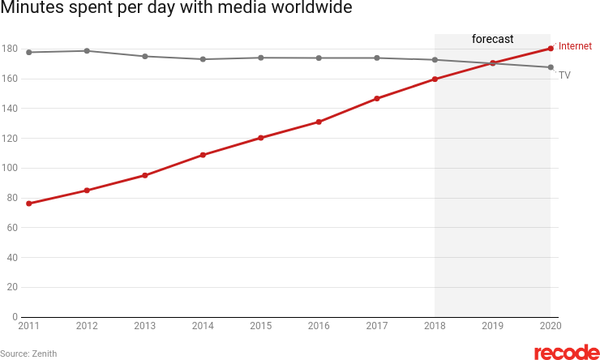 Minutes spent per day with media worldwide
forecast
180
Internet
TV
160
140
120
100
80
60
40
20
0
2011 2012 2013 2014 2015 2016 2017 2018 2019 2020
Source: Zenith
recode